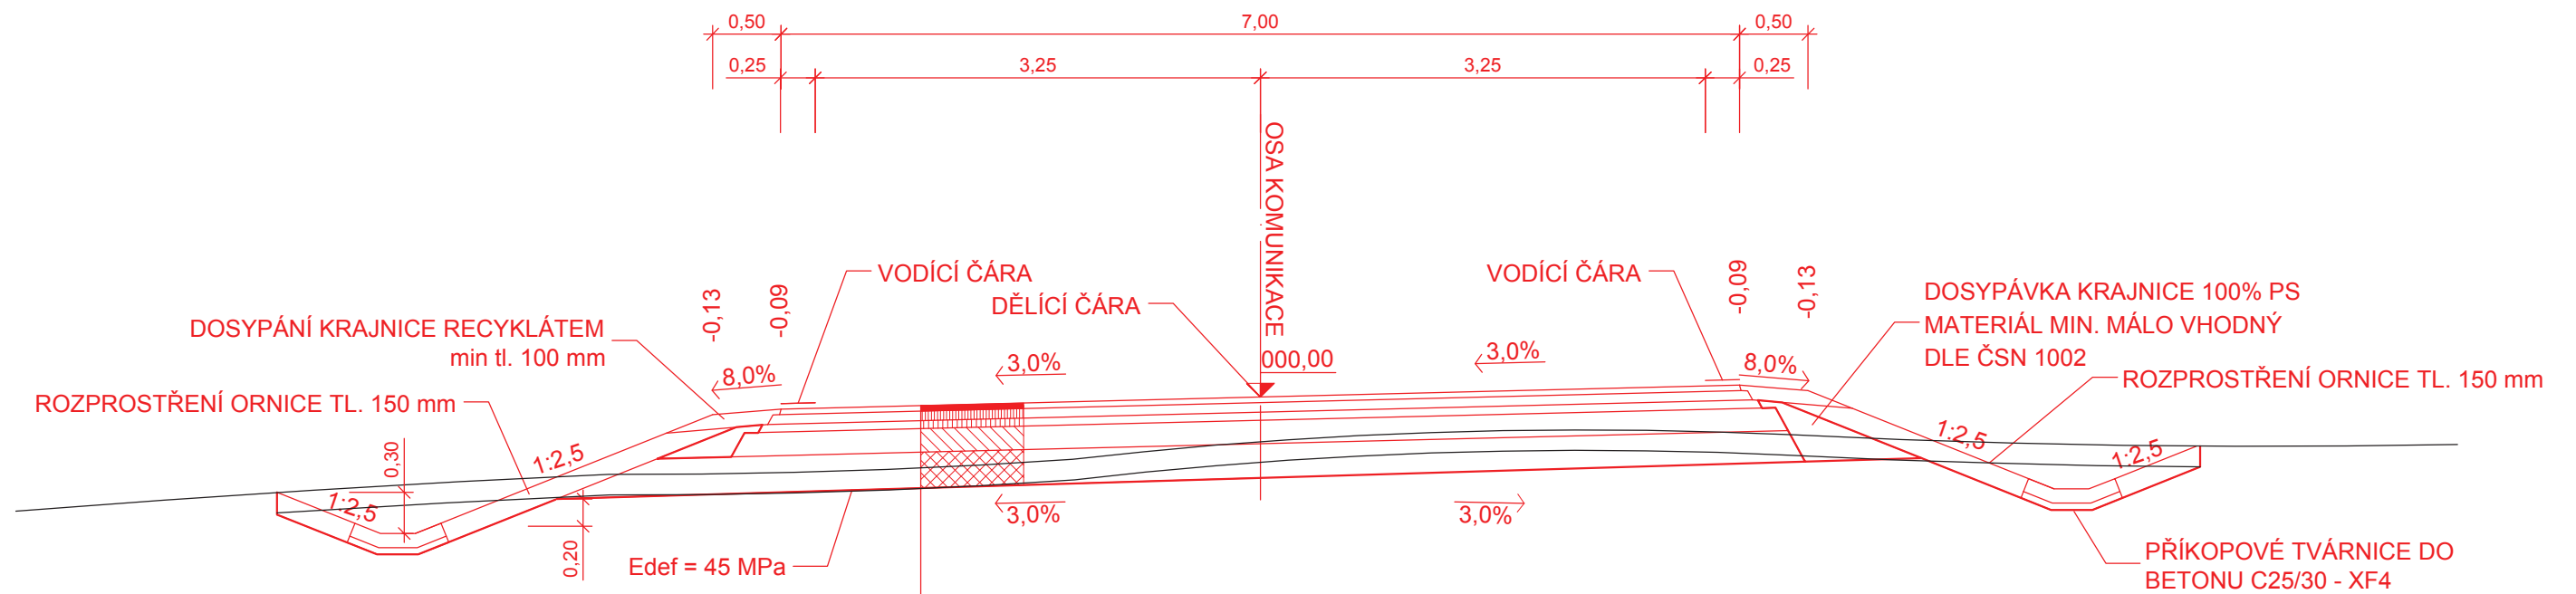 0,50
7,00
0,50
0,25
3,25
3,25
0,25
OSA KOMUNIKACE
VODÍCÍ ČÁRA
VODÍCÍ ČÁRA
DĚLÍCÍ ČÁRA
-0,13
-0,09
-0,09
-0,13
DOSYPÁNÍ KRAJNICE RECYKLÁTEM
min tl. 100 mm
DOSYPÁVKA KRAJNICE 100% PS
MATERIÁL MIN. MÁLO VHODNÝ
DLE ČSN 1002
000,00
3,0%
3,0%
8,0%
8,0%
ROZPROSTŘENÍ ORNICE TL. 150 mm
ROZPROSTŘENÍ ORNICE TL. 150 mm
0,30
1:2,5
1:2,5
1:2,5
1:2,5
3,0%
3,0%
0,20
Edef = 45 MPa
PŘÍKOPOVÉ TVÁRNICE DO
BETONU C25/30 - XF4